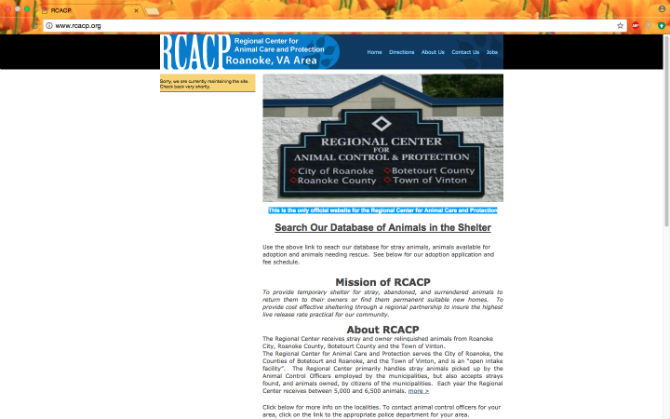 RCACP
www.rcacp.org
RCACP
Regional Center for
Animal Care and Protection
Roanoke, VA Area
Home Directions About Us Contact Us Jobs
Sorry, we are currently maintaining the site.
Check back very shortly.
REGIONAL CENTER
FOR
ANIMAL CONTROL & PROTECTION
City of Roanoke Botetourt County
Roanoke County Town of Vinton
This is the only official website for the Regional Center for Animal Care and Protection
Search Our Database of Animals in the Shelter
Use the above link to seach our database for stray animals, animals available for
adoption and animals needing rescue. See below for our adoption application and
fee schedule.
Mission of RCACP
To provide temporary shelter for stray, abandoned, and surrendered animals to
return them to their owners or find them permanent suitable new homes. To
provide cost effective sheltering through a regional partnership to insure the highest
live release rate practical for our community.
About RCACP
The Regional Center receives stray and owner relinquished animals from Roanoke
City, Roanoke County, Botetourt County and the Town of Vinton.
The Regional Center for Animal Care and Protection serves the City of Roanoke, the
Counties of Botetourt and Roanoke, and the Town of Vinton, and is an "open intake
facility". The Regional Center primarily handles stray animals picked up by the
Animal Control Officers employed by the municipalities, but also accepts strays
found, and animals owned, by citizens of the municipalities. Each year the Regional
Center receives between 5,000 and 6,500 animals. more >
Click below for more info on the localities. To contact animal control officers for your
area, click on the link to the appropriate police department for your area.